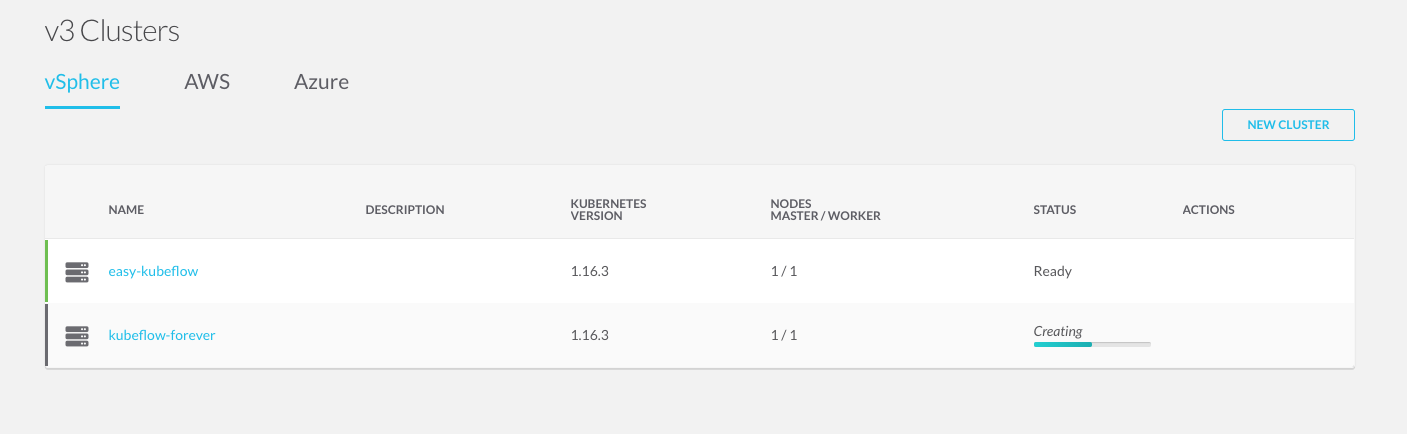 v3 Clusters
vSphere AWS Azure
NEW CLUSTER
NAME DESCRIPTION KUBERNETES VERSION NODES MASTER / WORKER STATUS ACTIONS
easy-kubeflow 1.16.3 1 / 1 Ready
kubeflow-forever 1.16.3 1 / 1 Creating